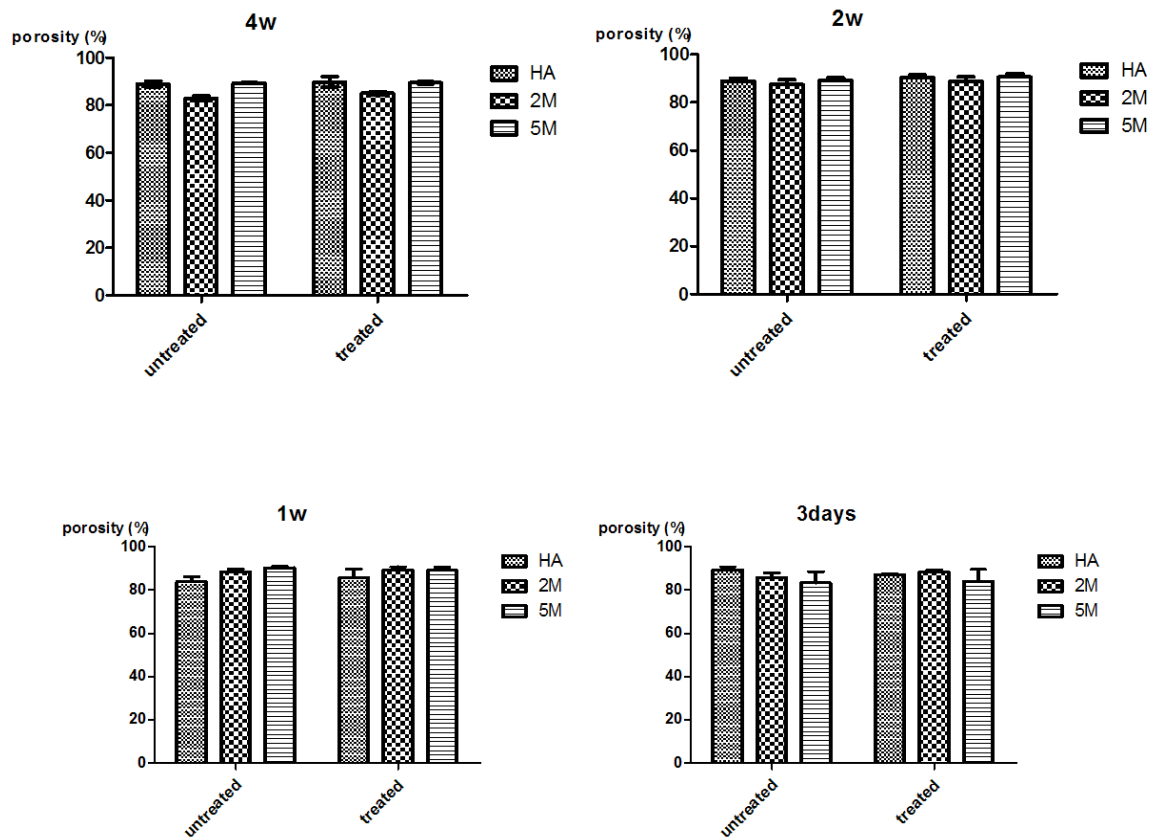 4w
porosity (%)
100
80
60
40
20
0
untreated
treated
HA
2M
5M
2w
porosity (%)
100
80
60
40
20
0
untreated
treated
HA
2M
5M
1w
porosity (%)
100
80
60
40
20
0
untreated
treated
HA
2M
5M
3days
porosity (%)
100
80
60
40
20
0
untreated
treated
HA
2M
5M